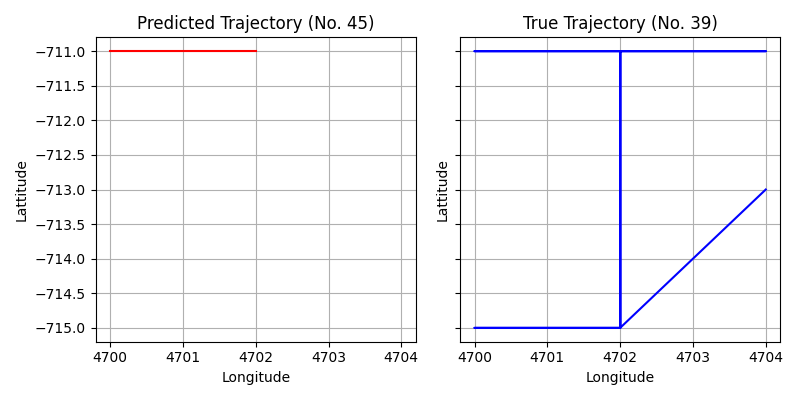 Predicted Trajectory (No. 45)
−711.0
−711.5
−712.0
−712.5
−713.0
−713.5
−714.0
−714.5
−715.0
Lattitude
4700 4701 4702 4703 4704
Longitude
True Trajectory (No. 39)
Lattitude
4700 4701 4702 4703 4704
Longitude